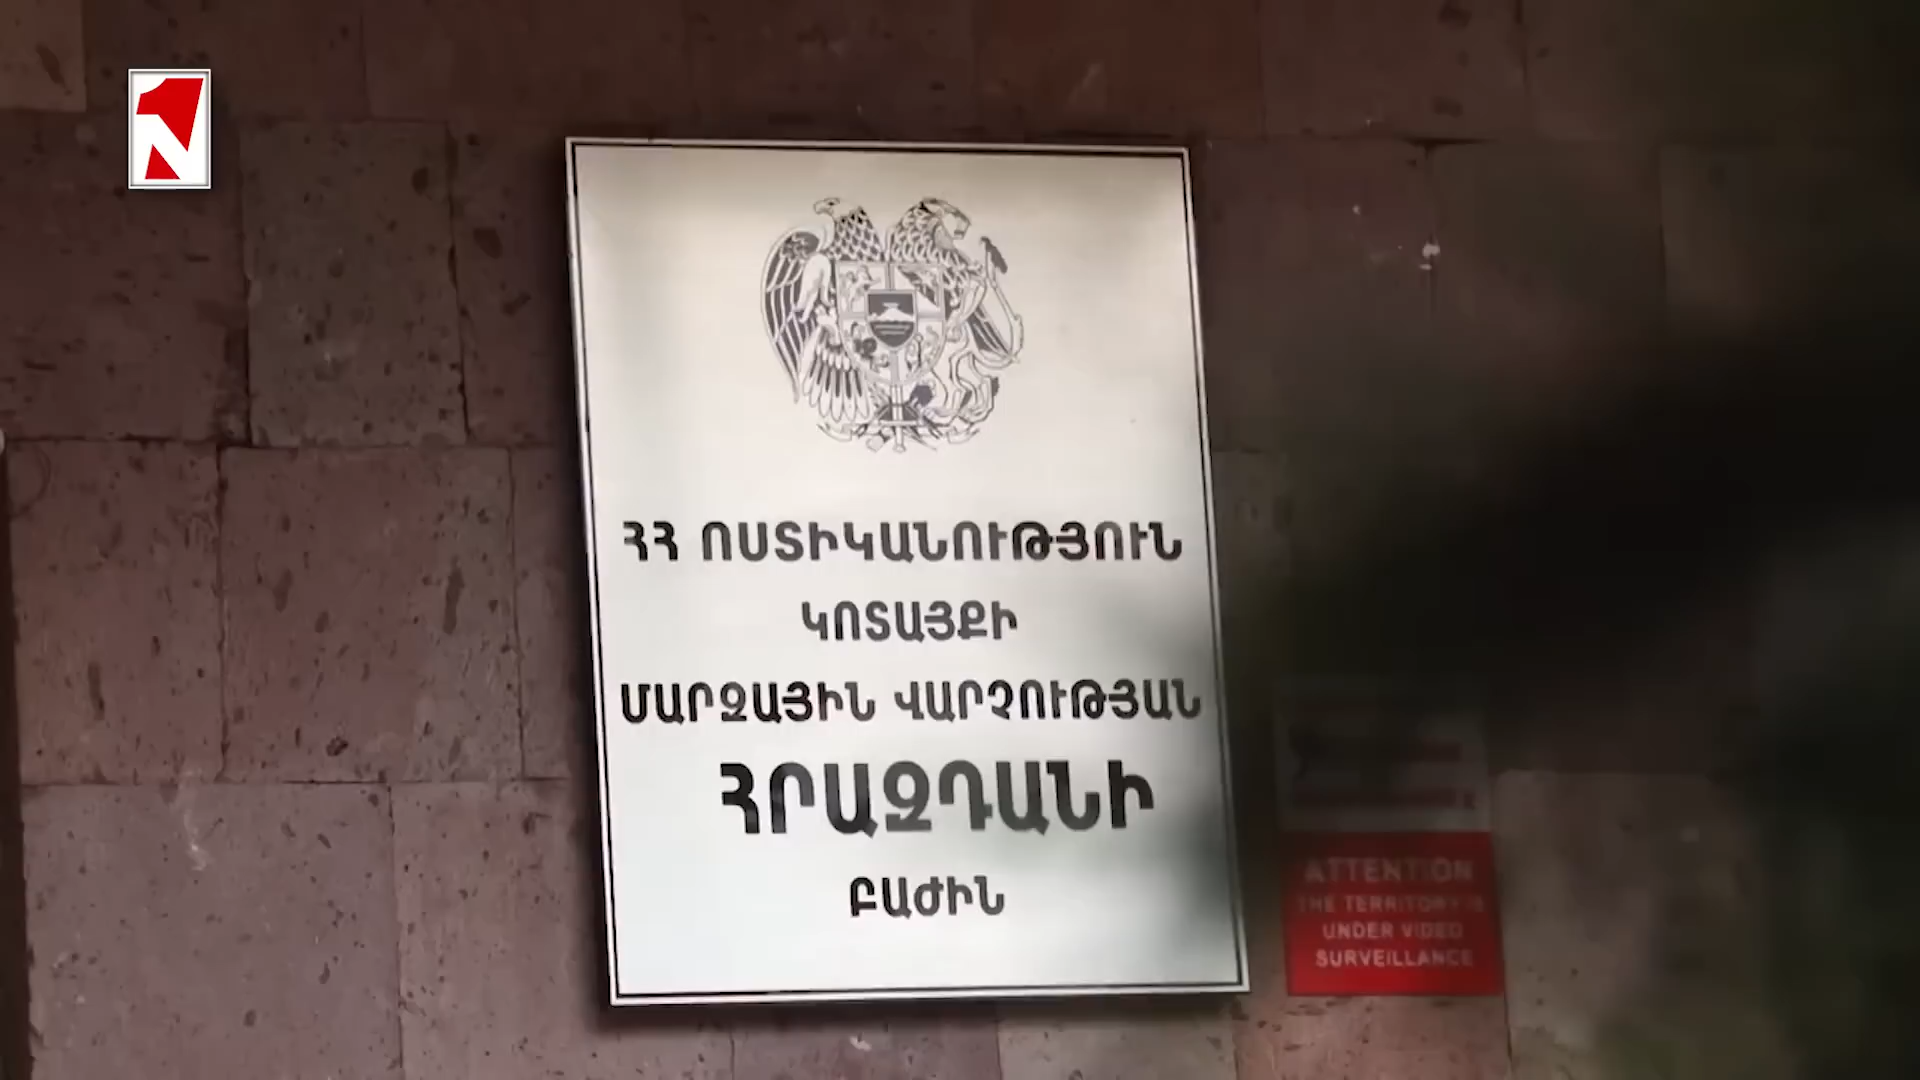 ՀՀ ՈՍՏԻԿԱՆՈՒԹՅՈՒՆ
ԿՈՏԱՅՔԻ
ՄԱՐԶԱՅԻՆ ՎԱՐՉՈՒԹՅԱՆ
ՀՐԱԶԴԱՆԻ
ԲԱԺԻՆ
ATTENTION
THE TERRITORY IS
UNDER VIDEO
SURVEILLANCE